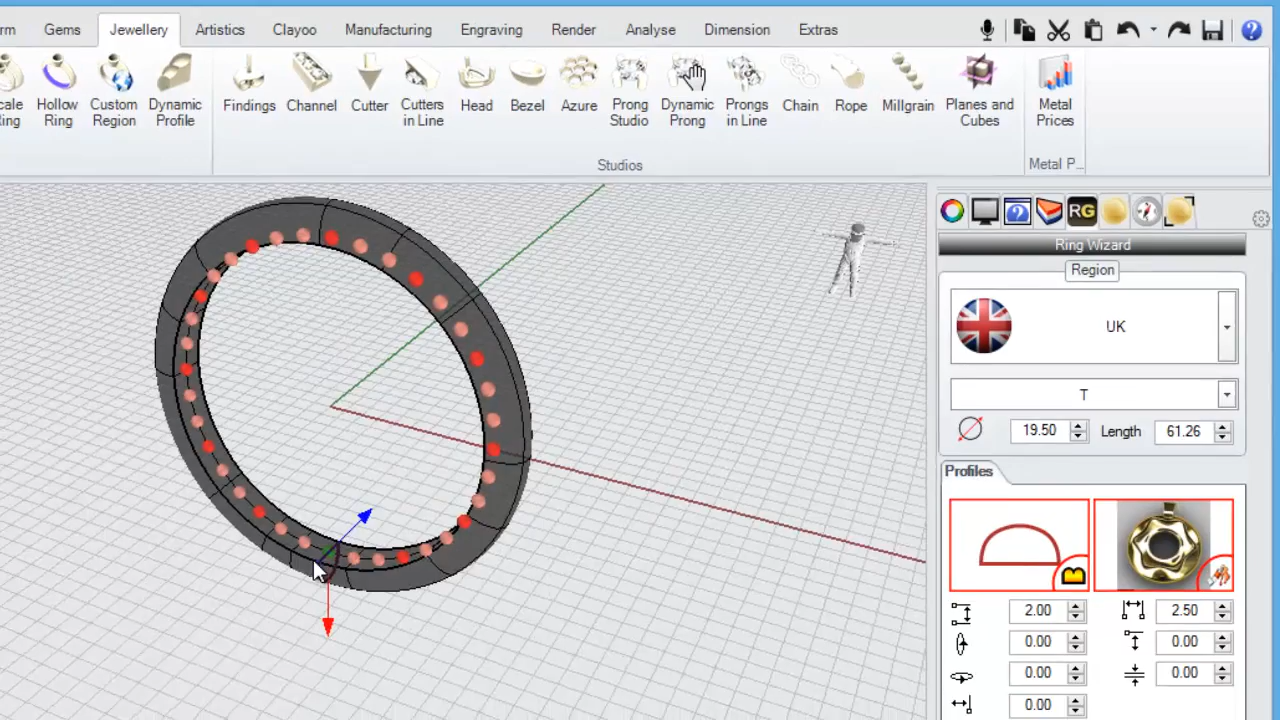 rm Gems Jewellery Artistics Clayoo Manufacturing Engraving Render Analyse Dimension Extras
cale Hollow Custom Dynamic Findings Channel Cutter Cutters Head Bezel Azure Prong Dynamic Prongs Chain Rope Millgrain Planes and Metal
ing Ring Region Profile in Line Studio Prong in Line Cubes Prices
Studios Metal P...
RG
Ring Wizard
Region
UK
T
19.50 Length 61.26
Profiles
2.00 2.50
0.00 0.00
0.00 0.00
0.00